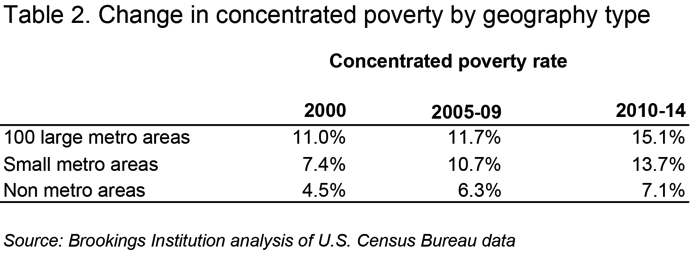 Table 2. Change in concentrated poverty by geography type
Concentrated poverty rate
2000 2005-09 2010-14
100 large metro areas 11.0% 11.7% 15.1%
Small metro areas 7.4% 10.7% 13.7%
Non metro areas 4.5% 6.3% 7.1%
Source: Brookings Institution analysis of U.S. Census Bureau data